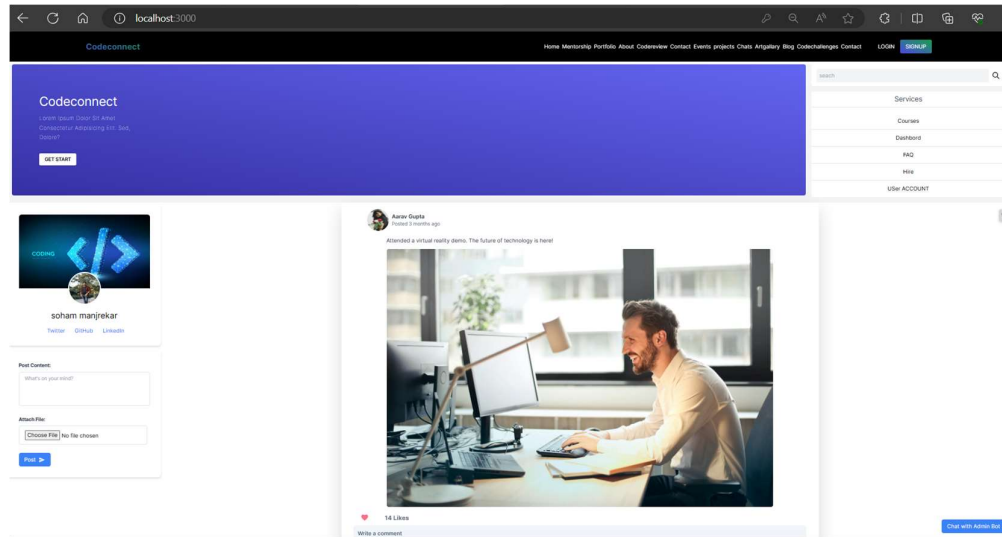 localhost:3000
Codeconnect
Home Mentorship Portfolio About Codereview Contact Events projects Chats Artgallary Blog Codechallenges Contact LOGIN SIGNUP
Codeconnect
Lorem Ipsum Dolor Sit Amet
Consectetur Adipisicing Elit. Sed,
Dolore?
GET START
seach
Services
Courses
Dashbord
FAQ
Hire
USer ACCOUNT
CODING
soham manjrekar
Twitter GitHub LinkedIn
Post Content:
What's on your mind?
Attach File:
Choose File No file chosen
Post
Aarav Gupta
Posted 3 months ago
Attended a virtual reality demo. The future of technology is here!
14 Likes
Write a comment
Chat with Admin Bot